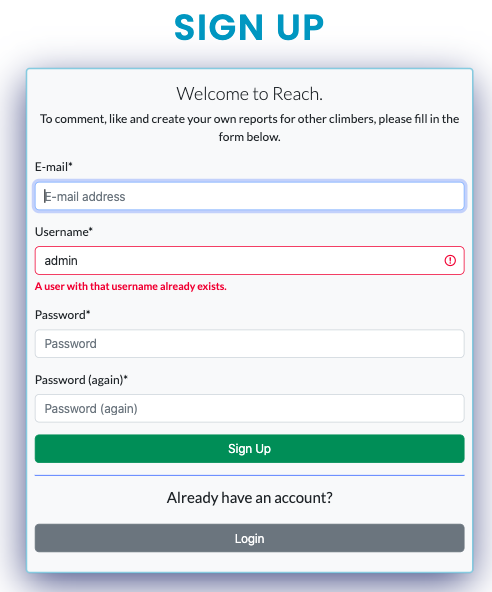 SIGN UP
Welcome to Reach.
To comment, like and create your own reports for other climbers, please fill in the
form below.
E-mail*
E-mail address
Username*
admin
A user with that username already exists.
Password*
Password
Password (again)*
Password (again)
Sign Up
Already have an account?
Login